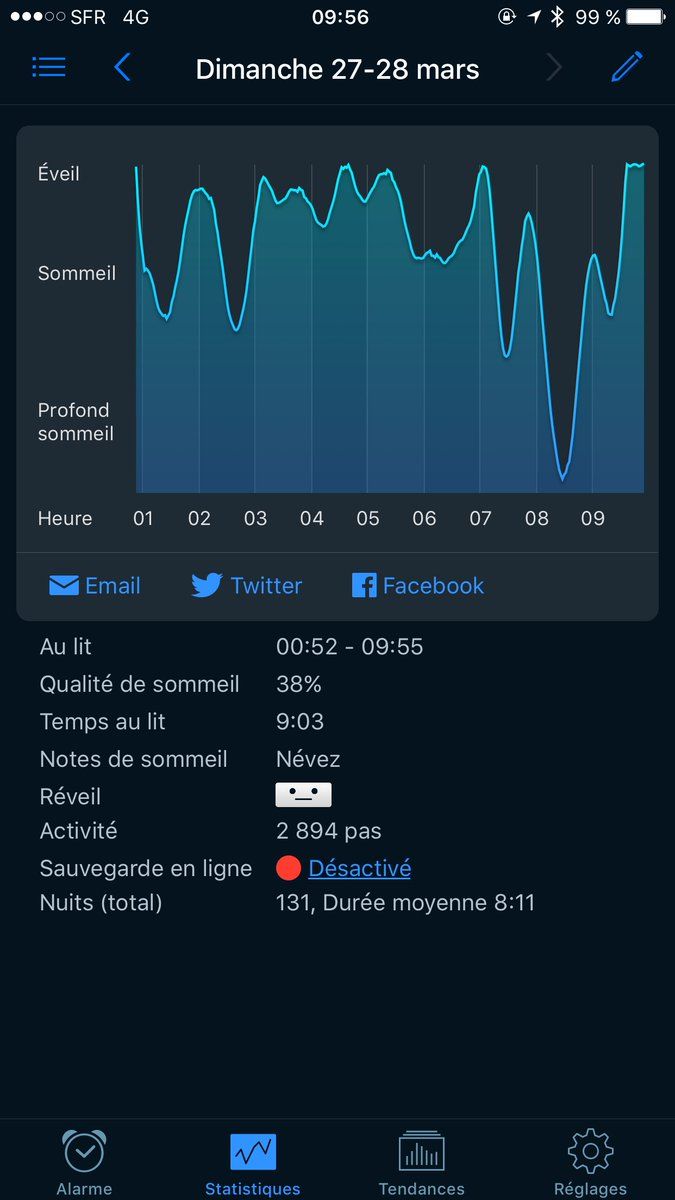 SFR 4G 09:56 99 %
Dimanche 27-28 mars
Éveil
Sommeil
Profond
sommeil
Heure 01 02 03 04 05 06 07 08 09
Email Twitter Facebook
Au lit 00:52 - 09:55
Qualité de sommeil 38%
Temps au lit 9:03
Notes de sommeil Névez
Réveil
Activité 2 894 pas
Sauvegarde en ligne Désactivé
Nuits (total) 131, Durée moyenne 8:11
Alarme Statistiques Tendances Réglages